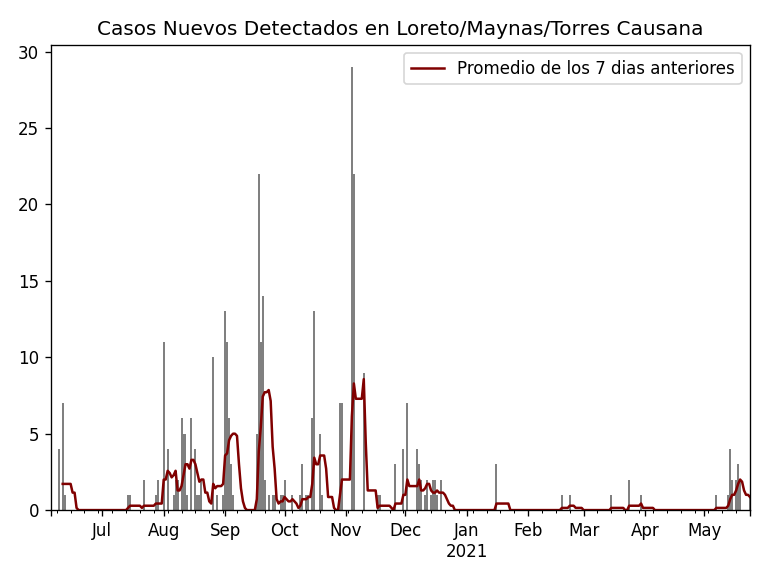 Casos Nuevos Detectados en Loreto/Maynas/Torres Causana
Promedio de los 7 dias anteriores
30
25
20
15
10
5
0
Jul Aug Sep Oct Nov Dec Jan Feb Mar Apr May
2021